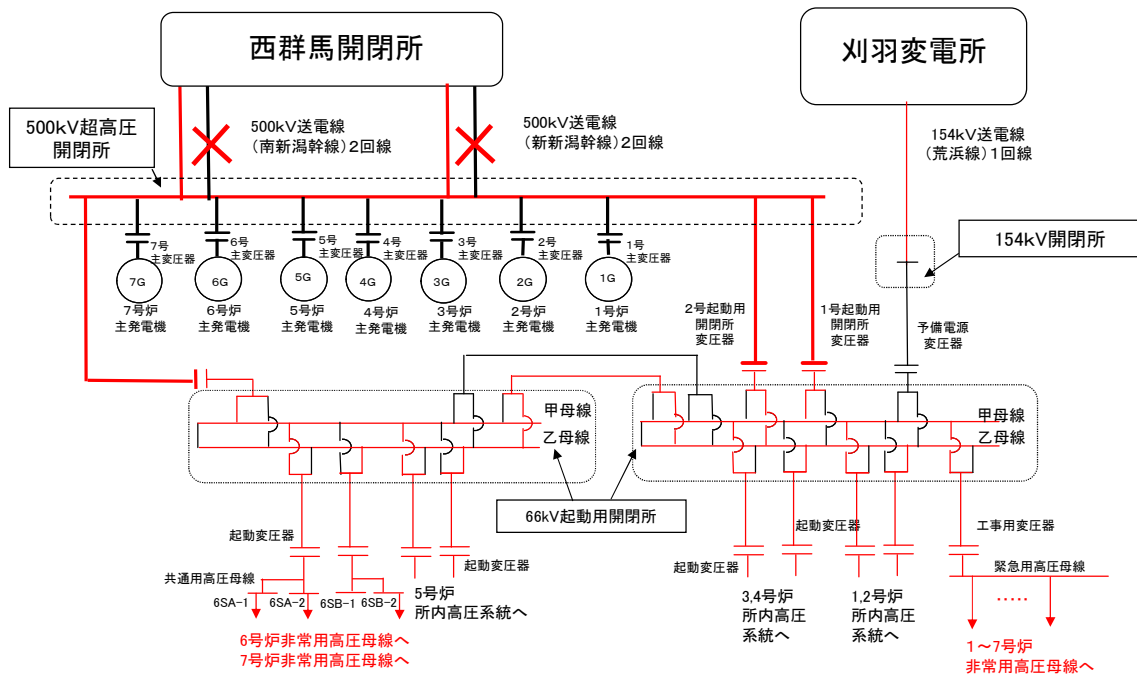 西群馬開閉所
刈羽変電所
500kV超高圧
開閉所
500kV送電線
(南新潟幹線)2回線
500kV送電線
(新新潟幹線)2回線
154kV送電線
(荒浜線)1回線
154kV開閉所
7号
主変圧器
6号
主変圧器
5号
主変圧器
4号
主変圧器
3号
主変圧器
2号
主変圧器
1号
主変圧器
7G
6G
5G
4G
3G
2G
1G
7号炉
主発電機
6号炉
主発電機
5号炉
主発電機
4号炉
主発電機
3号炉
主発電機
2号炉
主発電機
1号炉
主発電機
2号起動用
開閉所
変圧器
1号起動用
開閉所
変圧器
予備電源
変圧器
甲母線
乙母線
甲母線
乙母線
66kV起動用開閉所
起動変圧器
起動変圧器
起動変圧器
起動変圧器
工事用変圧器
共通用高圧母線
6SA-1
6SA-2
6SB-1
6SB-2
5号炉
所内高圧系統へ
3,4号炉
所内高圧
系統へ
1,2号炉
所内高圧
系統へ
緊急用高圧母線
.....
6号炉非常用高圧母線へ
7号炉非常用高圧母線へ
1～7号炉
非常用高圧母線へ